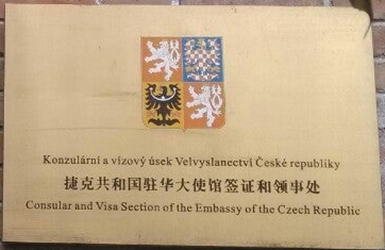 Konzulární a vízový úsek Velvyslanectví České republiky
捷克共和国驻华大使馆签证和领事处
Consular and Visa Section of the Embassy of the Czech Republic